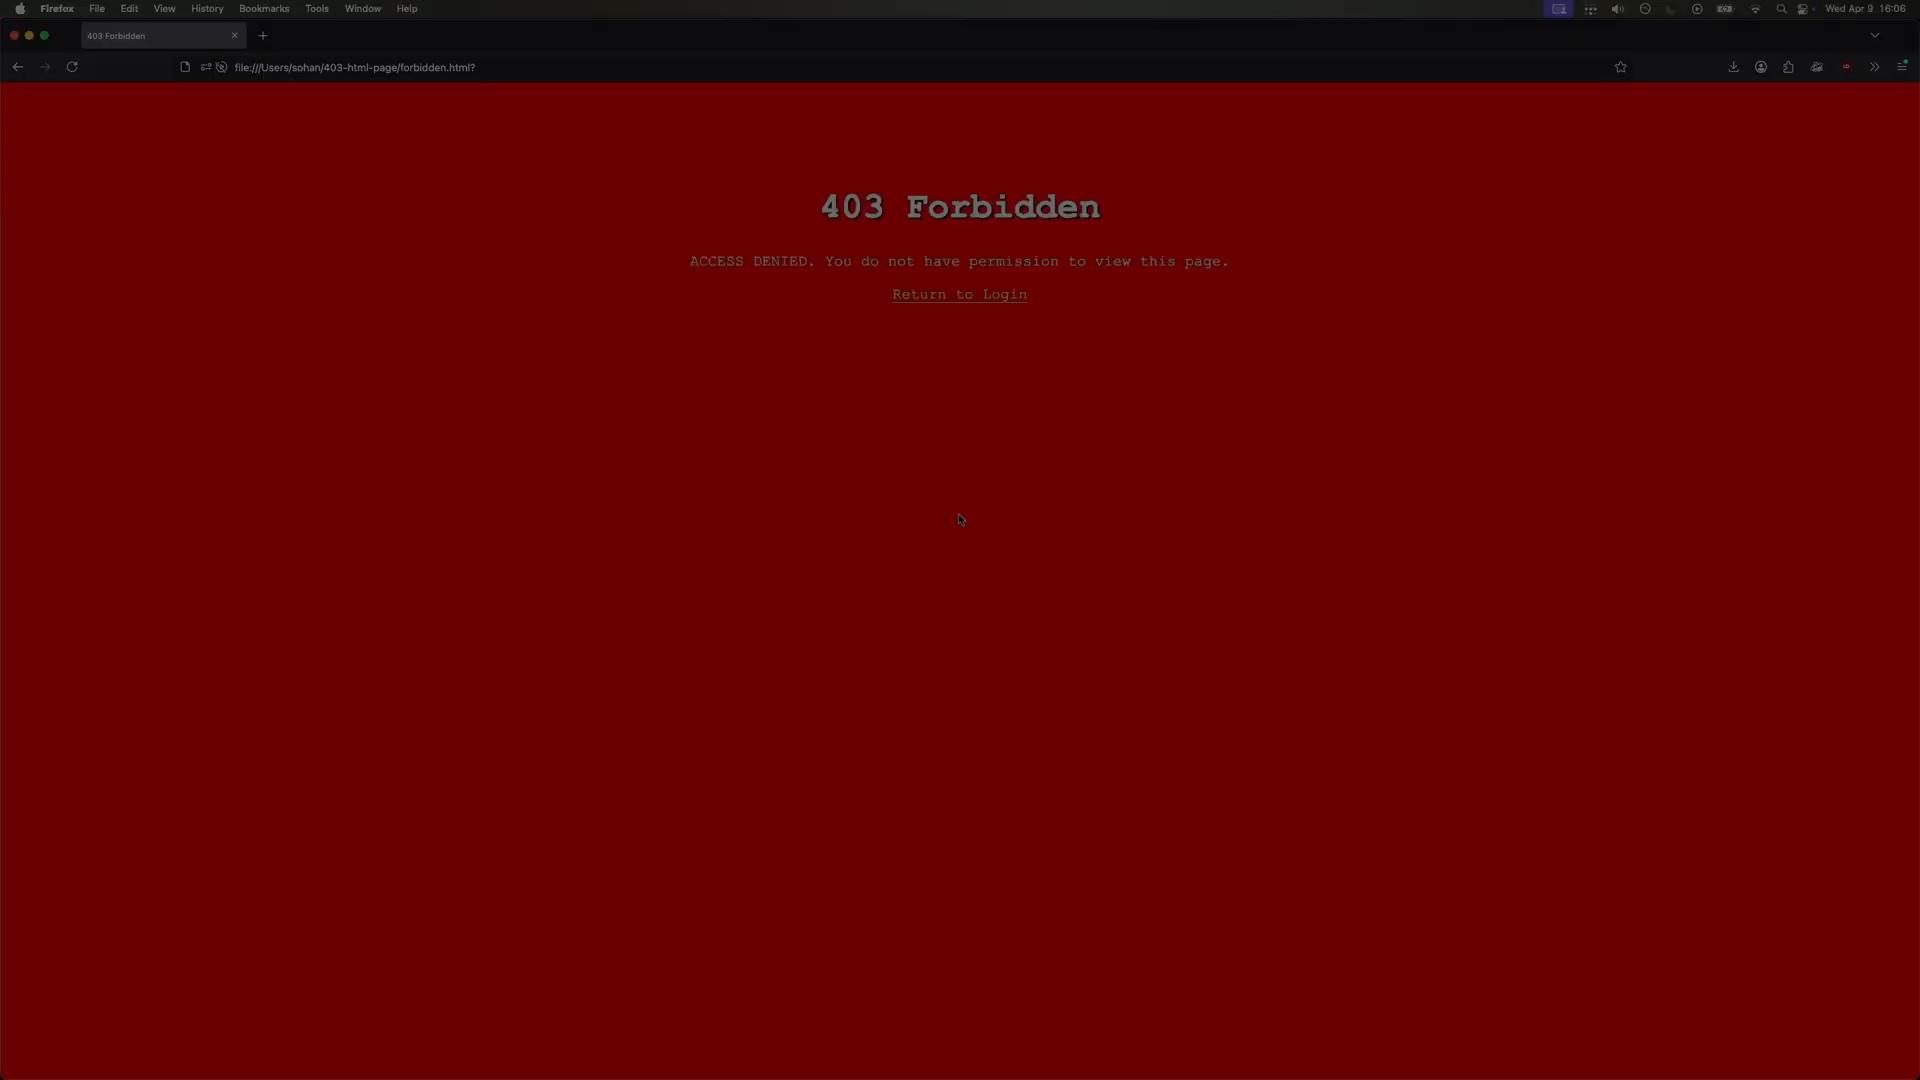 Firefox File Edit View History Bookmarks Tools Window Help Wed Apr 9 16:06
403 Forbidden
file:///Users/sohan/403-html-page/forbidden.html?
403 Forbidden
ACCESS DENIED. You do not have permission to view this page.
Return to Login